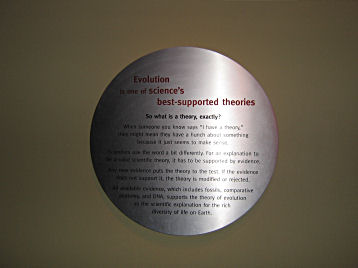 Evolution
is one of science's
best-supported theories
So what is a theory, exactly?
When someone you know says "I have a theory,"
they might mean they have a hunch about something
because it just seems to make sense.
Scientists use the word a bit differently. For an explanation to
be a valid scientific theory, it has to be supported by evidence.
Any new evidence puts the theory to the test. If the evidence
does not support it, the theory is modified or rejected.
All available evidence, which includes fossils, comparative
anatomy, and DNA, supports the theory of evolution
as the scientific explanation for the rich
diversity of life on Earth.